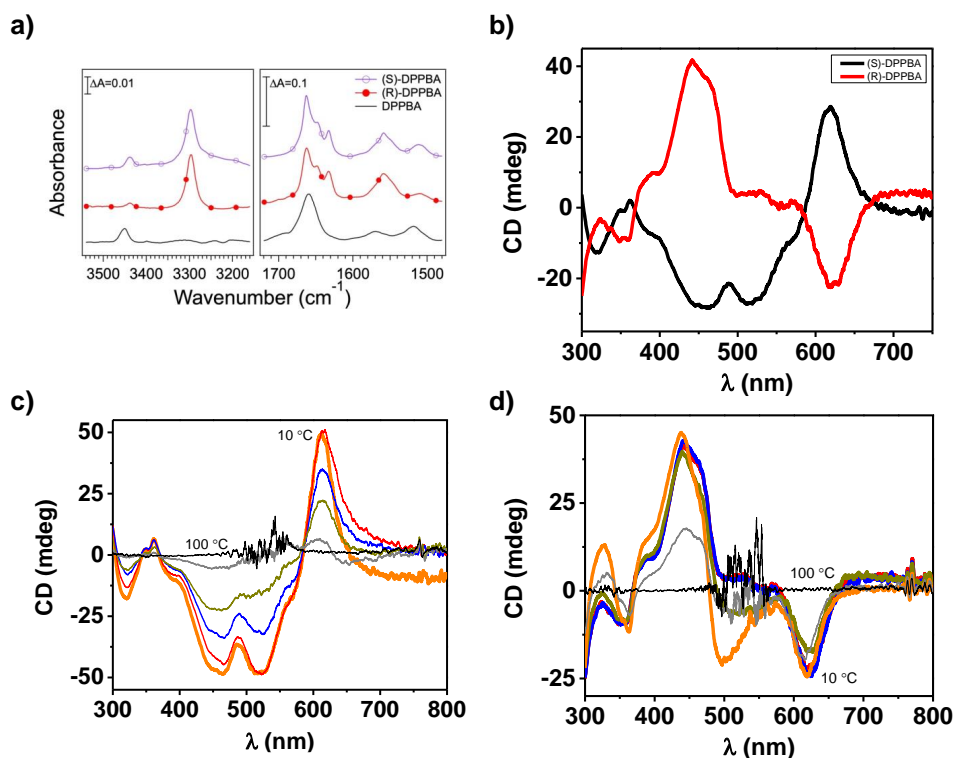 a)
ΔA=0.01
ΔA=0.1
(S)-DPPBA
(R)-DPPBA
DPPBA
Absorbance
3500 3400 3300 3200
1700 1600 1500
Wavenumber (cm⁻¹)
b)
(S)-DPPBA
(R)-DPPBA
40
20
0
-20
CD (mdeg)
300 400 500 600 700
λ (nm)
c)
50
25
0
-25
-50
CD (mdeg)
10 °C
100 °C
300 400 500 600 700 800
λ (nm)
d)
50
25
0
-25
CD (mdeg)
100 °C
10 °C
300 400 500 600 700 800
λ (nm)